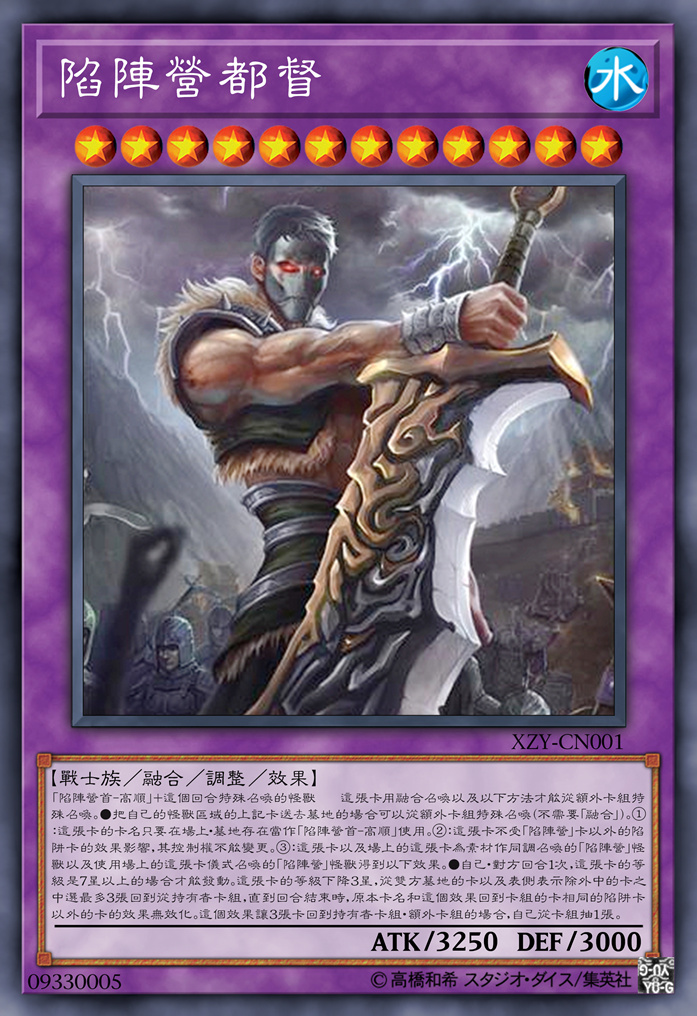 陷陣營都督
水
XZY-CN001
【戰士族／融合／調整／效果】
「陷陣營首-高順」+這個回合特殊召喚的怪獸　這張卡用融合召喚以及以下方法才能從額外卡組特
殊召喚。●把自己的怪獸區域的上記卡送去墓地的場合可以從額外卡組特殊召喚(不需要「融合」)。①
:這張卡的卡名只要在場上·墓地存在當作「陷陣營首-高順」使用。②:這張卡不受「陷陣營」卡以外的陷
阱卡的效果影響,其控制權不能變更。③:這張卡以及場上的這張卡為素材作同調召喚的「陷陣營」怪
獸以及使用場上的這張卡儀式召喚的「陷陣營」怪獸得到以下效果。●自己·對方回合1次,這張卡的等
級是7星以上的場合才能發動。這張卡的等級下降3星,從雙方墓地的卡以及表側表示除外中的卡之
中選最多3張回到從持有者卡組,直到回合結束時,原本卡名和這個效果回到卡組的卡相同的陷阱卡
以外的卡的效果無效化。這個效果讓3張卡回到持有者卡組·額外卡組的場合,自己從卡組抽1張。
ATK/3250 DEF/3000
09330005
©高橋和希 スタジオ・ダイス/集英社